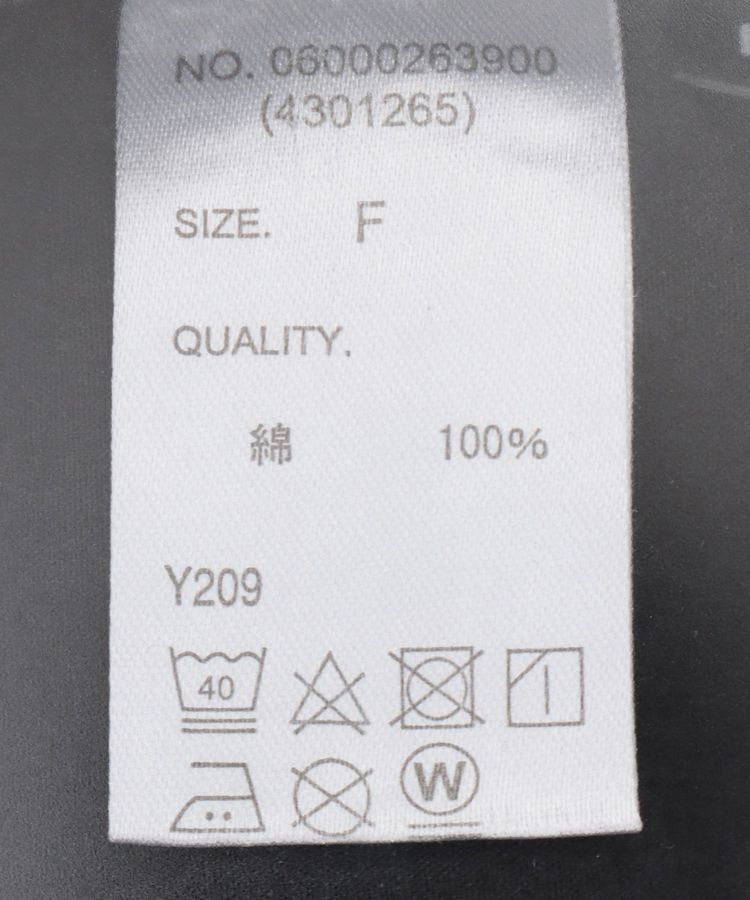 NO. 06000263900
(4301265)
SIZE. F
QUALITY.
綿 100%
Y209
40
W